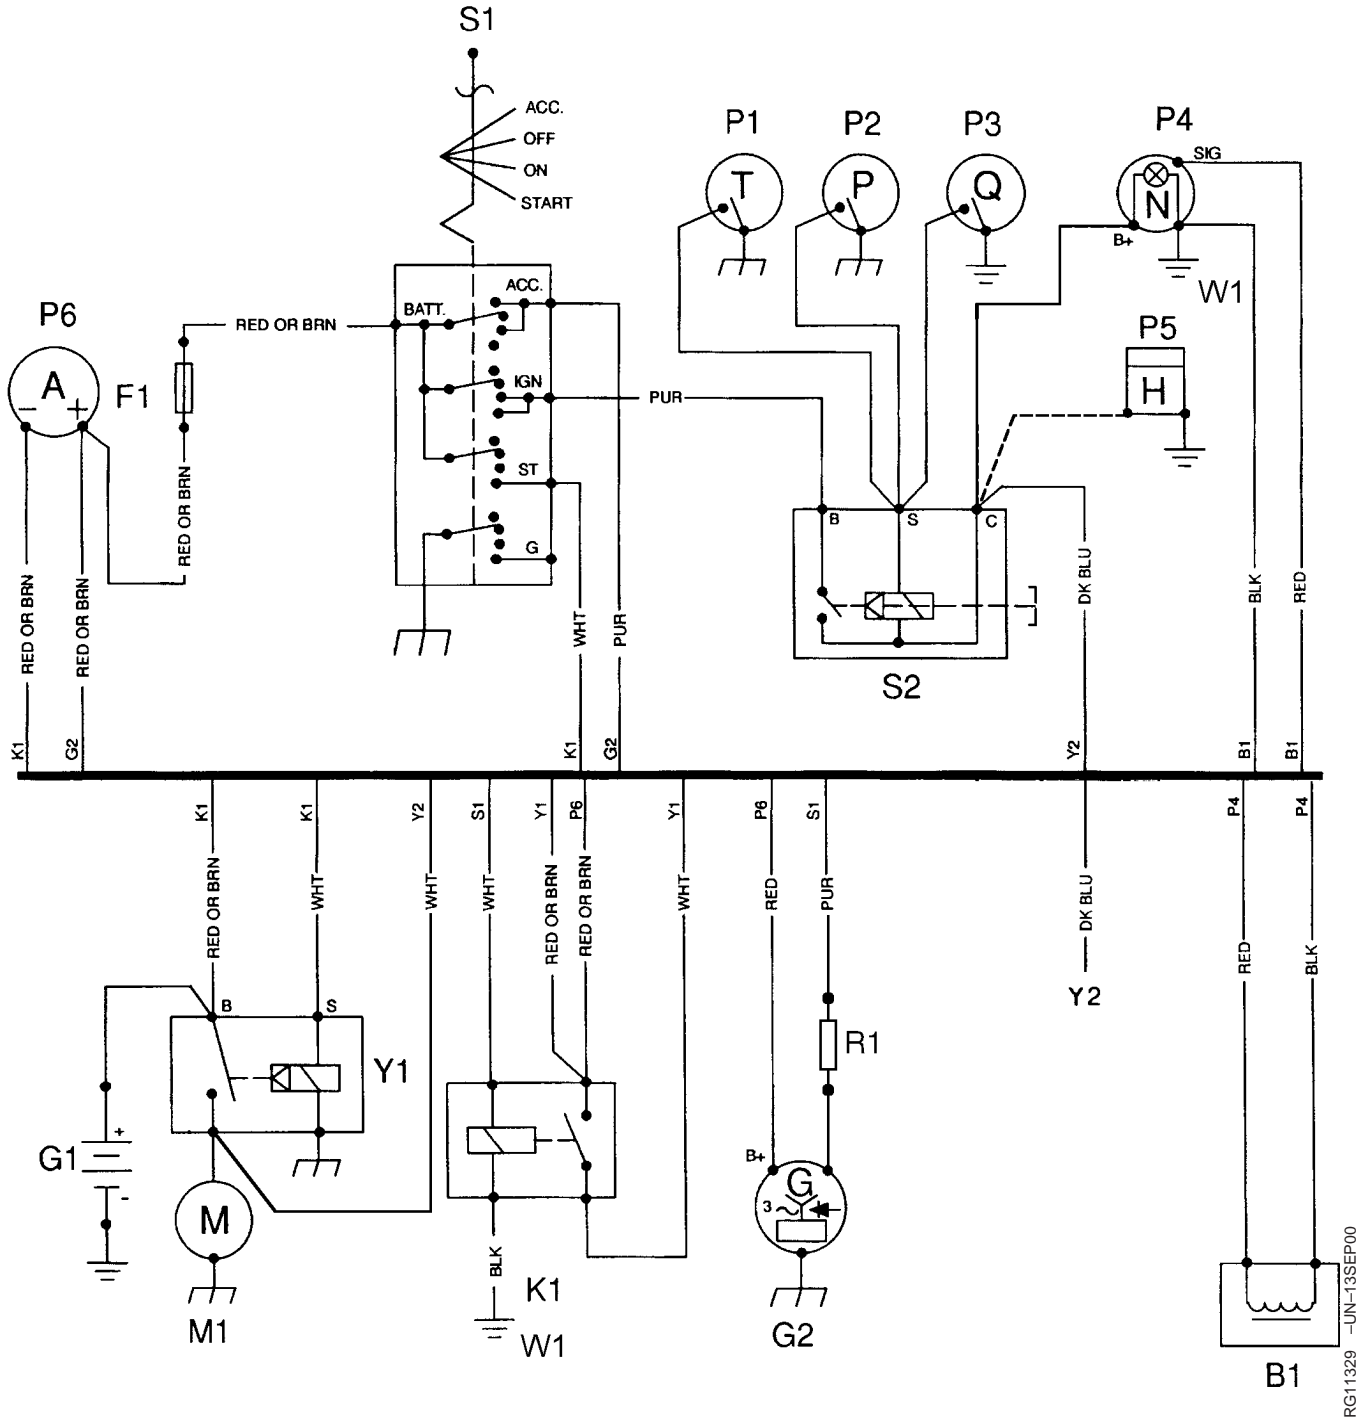 S1
ACC.
OFF
ON
START
P1
P2
P3
P4
T
P
Q
N
SIG
B+
W1
P5
H
P6
A
− +
F1
RED OR BRN
BATT.
ACC.
IGN
ST
G
PUR
B
S
C
S2
RED OR BRN
RED OR BRN
RED OR BRN
WHT
PUR
DK BLU
BLK
RED
K1
G2
K1
G2
Y2
B1
B1
K1
K1
Y2
S1
Y1
P6
Y1
P6
S1
P4
P4
RED OR BRN
WHT
WHT
WHT
RED OR BRN
RED OR BRN
WHT
RED
PUR
DK BLU
RED
BLK
Y2
B
S
Y1
G1
+
-
M
M1
BLK
K1
W1
R1
B+
G
3
G2
B1
RG11329 –UN–13SEP00